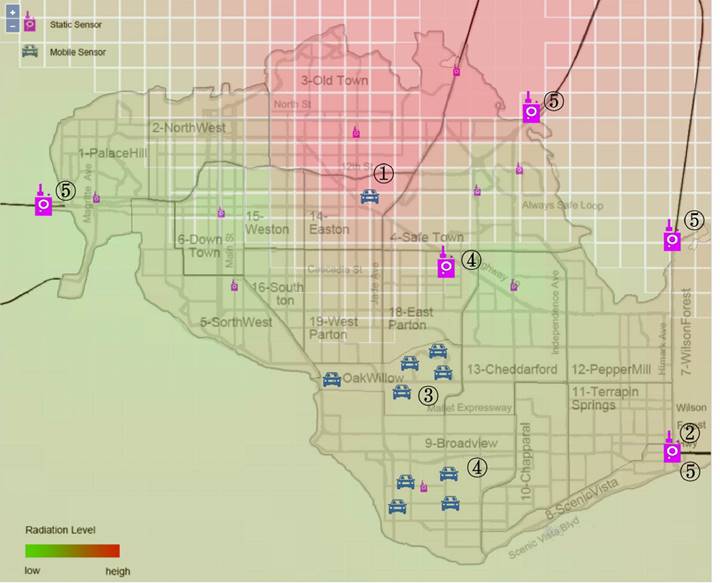 +
Static Sensor
−
Mobile Sensor
3-Old Town
North St
⑤
2-NorthWest
1-PalaceHill
12th St
①
⑤
Magritte Ave
Always Safe Loop
15-
Weston
14-
Easton
⑤
6-Down
Town
Main St
4-Safe Town
④
Cascadia St
Jade Ave
Highway
16-South
ton
Independence Ave
5-SorthWest
19-West
Parton
18-East
Parton
Himark Ave
7-WilsonForest
OakWillow
13-Cheddarford
12-PepperMill
③
11-Terrapin
Springs
Mallet Expressway
Wilson
Forest
Hwy
②
9-Broadview
10-Chapparal
④
⑤
8-ScenicVista
Scenic Vista Blvd
Radiation Level
low
heigh